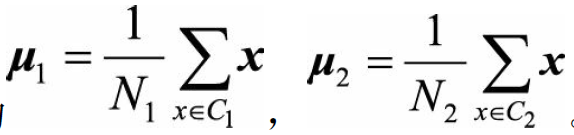 μ₁ = 1/N₁ ∑_{x∈C₁} x ， μ₂ = 1/N₂ ∑_{x∈C₂} x 。